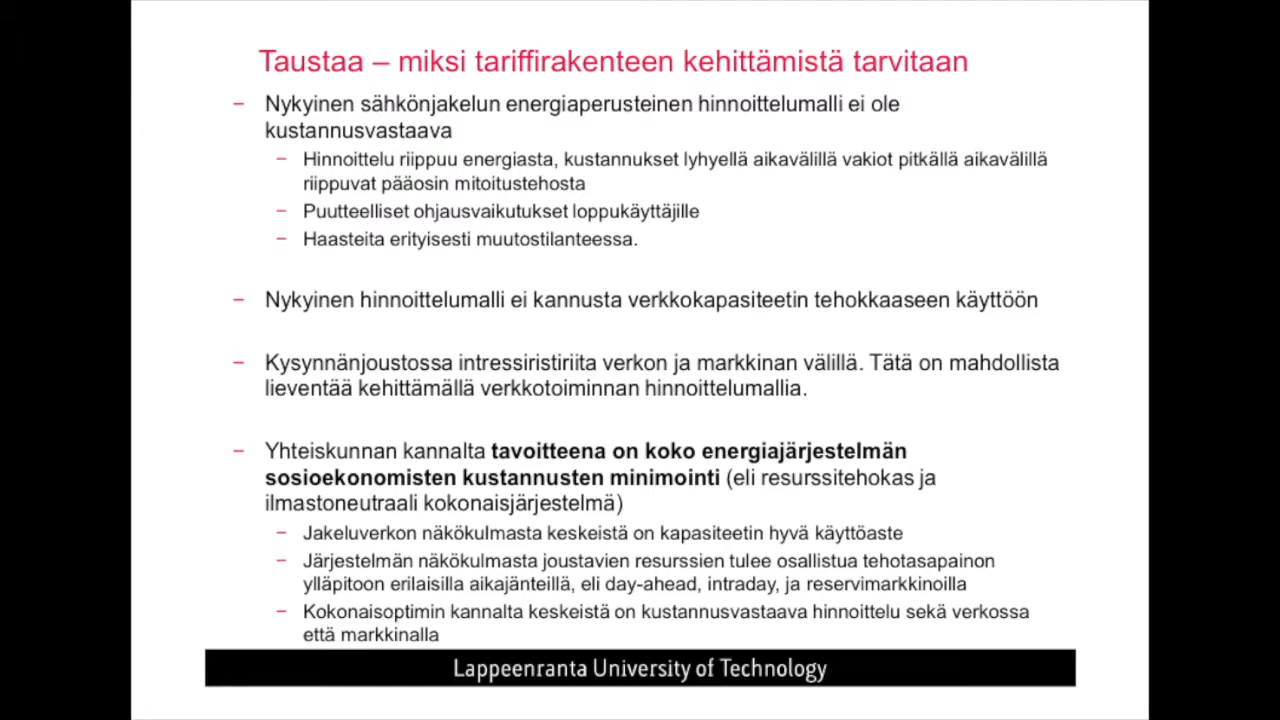 Taustaa – miksi tariffirakenteen kehittämistä tarvitaan
– Nykyinen sähkönjakelun energiaperusteinen hinnoittelumalli ei ole
kustannusvastaava
– Hinnoittelu riippuu energiasta, kustannukset lyhyellä aikavälillä vakiot pitkällä aikavälillä
riippuvat pääosin mitoitustehosta
– Puutteelliset ohjausvaikutukset loppukäyttäjille
– Haasteita erityisesti muutostilanteessa.
– Nykyinen hinnoittelumalli ei kannusta verkkokapasiteetin tehokkaaseen käyttöön
– Kysynnänjoustossa intressiristiriita verkon ja markkinan välillä. Tätä on mahdollista
lieventää kehittämällä verkkotoiminnan hinnoittelumallia.
– Yhteiskunnan kannalta tavoitteena on koko energiajärjestelmän
sosioekonomisten kustannusten minimointi (eli resurssitehokas ja
ilmastoneutraali kokonaisjärjestelmä)
– Jakeluverkon näkökulmasta keskeistä on kapasiteetin hyvä käyttöaste
– Järjestelmän näkökulmasta joustavien resurssien tulee osallistua tehotasapainon
ylläpitoon erilaisilla aikajänteillä, eli day-ahead, intraday, ja reservimarkkinoilla
– Kokonaisoptimin kannalta keskeistä on kustannusvastaava hinnoittelu sekä verkossa
että markkinalla
Lappeenranta University of Technology